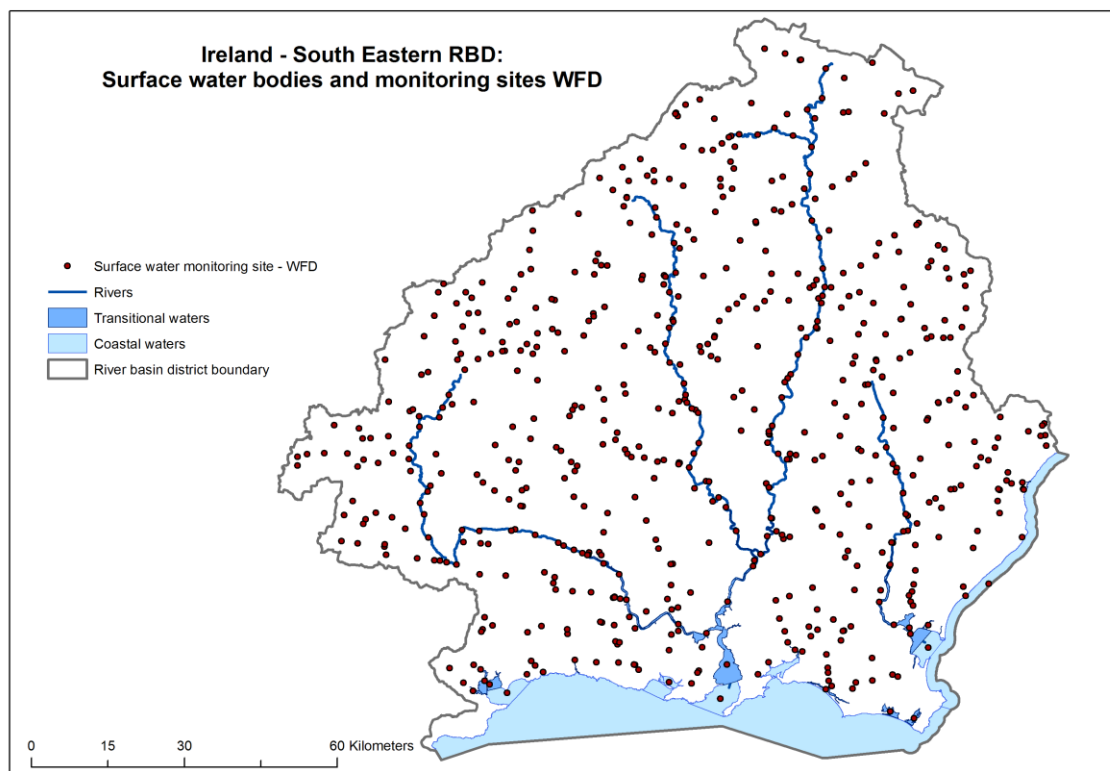 Ireland - South Eastern RBD:
Surface water bodies and monitoring sites WFD
Surface water monitoring site - WFD
Rivers
Transitional waters
Coastal waters
River basin district boundary
0 15 30 60 Kilometers